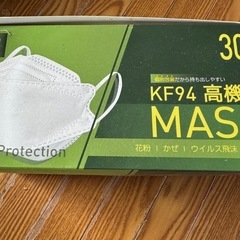 30
個別包装だから持ち出しやすい
KF94 高機
MAS
花粉 | かぜ | ウイルス飛沫
Protection